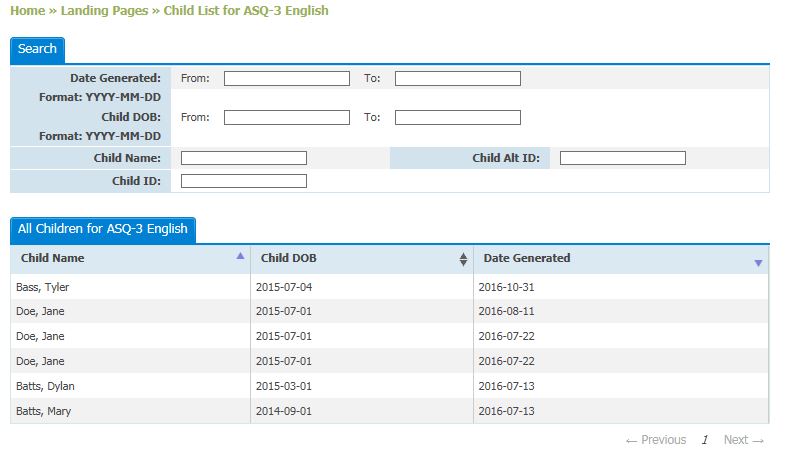 Home » Landing Pages » Child List for ASQ-3 English
Search
Date Generated: From: To:
Format: YYYY-MM-DD
Child DOB: From: To:
Format: YYYY-MM-DD
Child Name: Child Alt ID:
Child ID:
All Children for ASQ-3 English
Child Name Child DOB Date Generated
Bass, Tyler 2015-07-04 2016-10-31
Doe, Jane 2015-07-01 2016-08-11
Doe, Jane 2015-07-01 2016-07-22
Doe, Jane 2015-07-01 2016-07-22
Batts, Dylan 2015-03-01 2016-07-13
Batts, Mary 2014-09-01 2016-07-13
← Previous 1 Next →